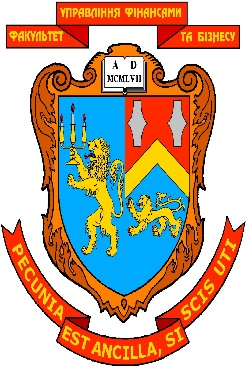 УПРАВЛІННЯ ФІНАНСАМИ
ФАКУЛЬТЕТ ТА БІЗНЕСУ
A D
MCMLVII
PECUNIA EST ANCILLA, SI SCIS UTI